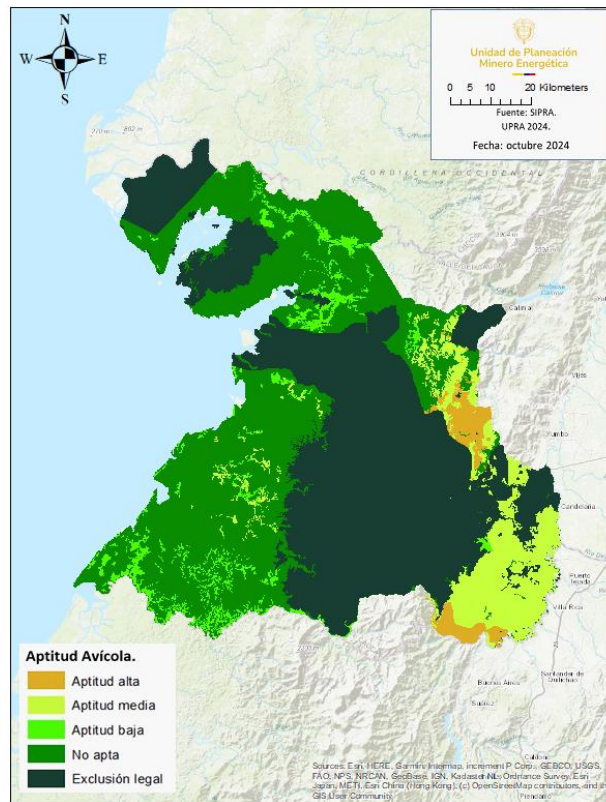 N
W E
S
Unidad de Planeación
Minero Energética
0 5 10 20 Kilometers
Fuente: SIPRA.
UPRA 2024.
Fecha: octubre 2024
CORDILLERA OCCIDENTAL
Yumbo
Candelaria
Puerto
Tejada
Villa Rica
Buenos Aires
Santander de
Quilichao
Suárez
Caldono
Aptitud Avícola.
Aptitud alta
Aptitud media
Aptitud baja
No apta
Exclusión legal
Sources: Esri, HERE, Garmin, Intermap, increment P Corp., GEBCO, USGS,
FAO, NPS, NRCAN, GeoBase, IGN, Kadaster NL, Ordnance Survey, Esri
Japan, METI, Esri China (Hong Kong), (c) OpenStreetMap contributors, and the
GIS User Community